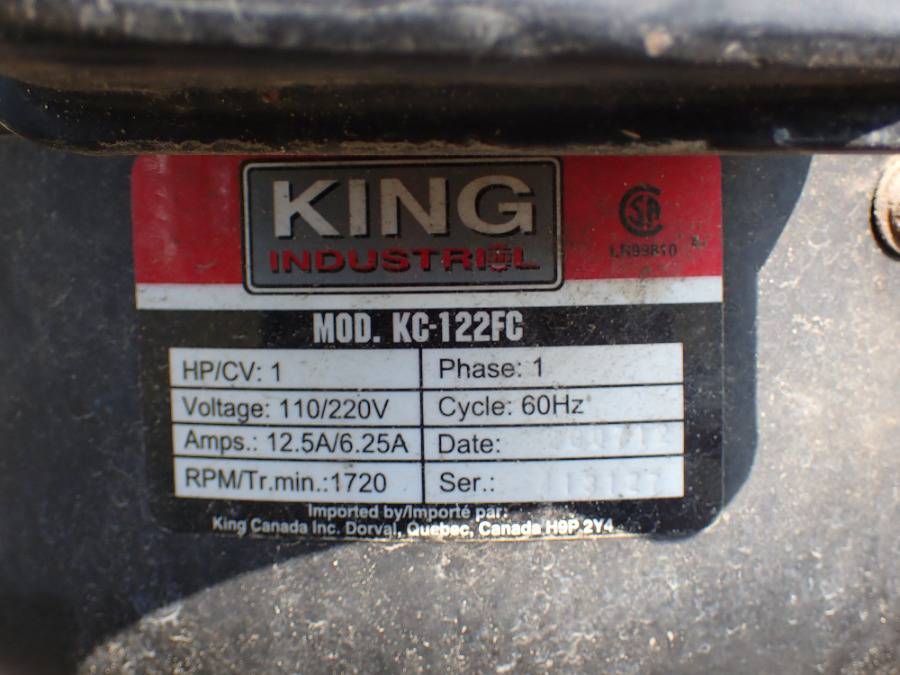 KING
INDUSTRIAL
LR99810
MOD. KC-122FC
HP/CV: 1
Phase: 1
Voltage: 110/220V
Cycle: 60Hz
Amps.: 12.5A/6.25A
Date:
RPM/Tr.min.:1720
Ser.:
Imported by/Importé par:
King Canada Inc. Dorval, Quebec, Canada H9P 2Y4